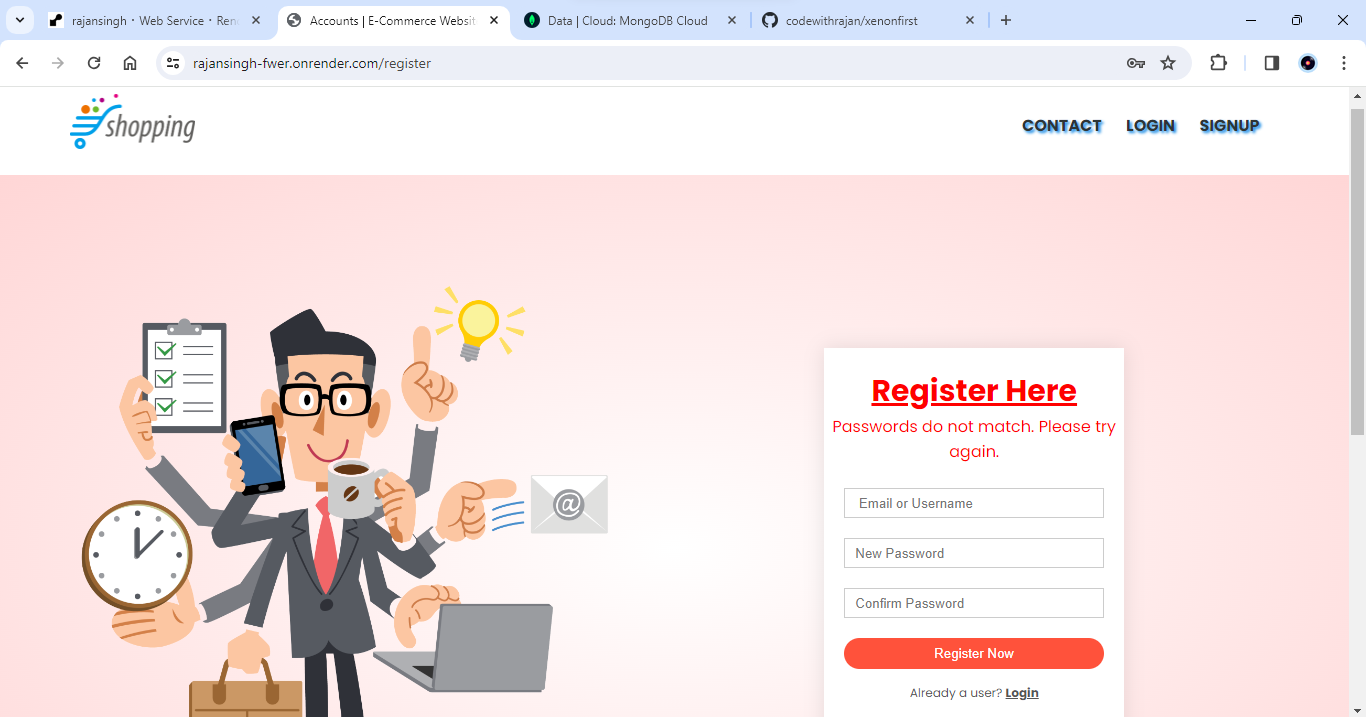 rajansingh · Web Service · Ren
Accounts | E-Commerce Websit
Data | Cloud: MongoDB Cloud
codewithrajan/xenonfirst
rajansingh-fwer.onrender.com/register
shopping
CONTACT LOGIN SIGNUP
Register Here
Passwords do not match. Please try
again.
Email or Username
New Password
Confirm Password
Register Now
Already a user? Login
@